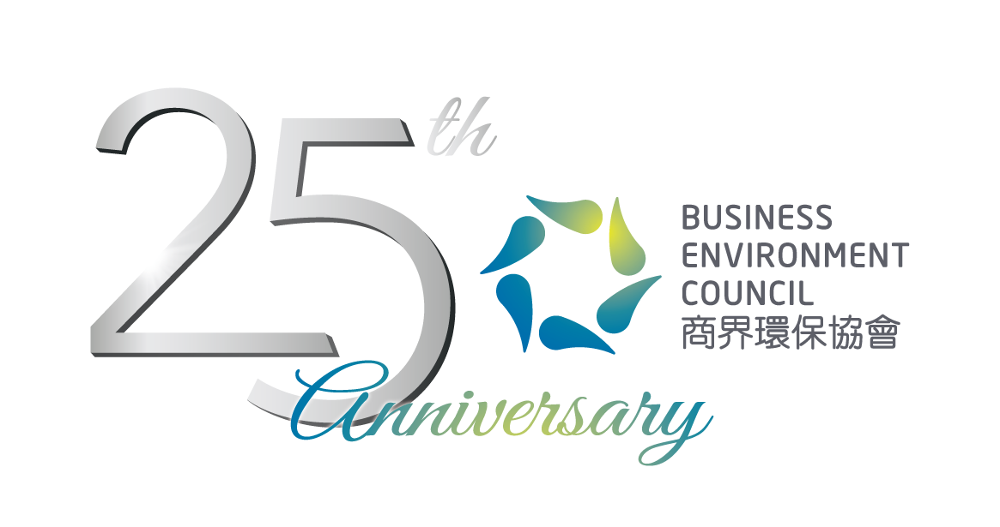 25th
Anniversary
BUSINESS
ENVIRONMENT
COUNCIL
商界環保協會